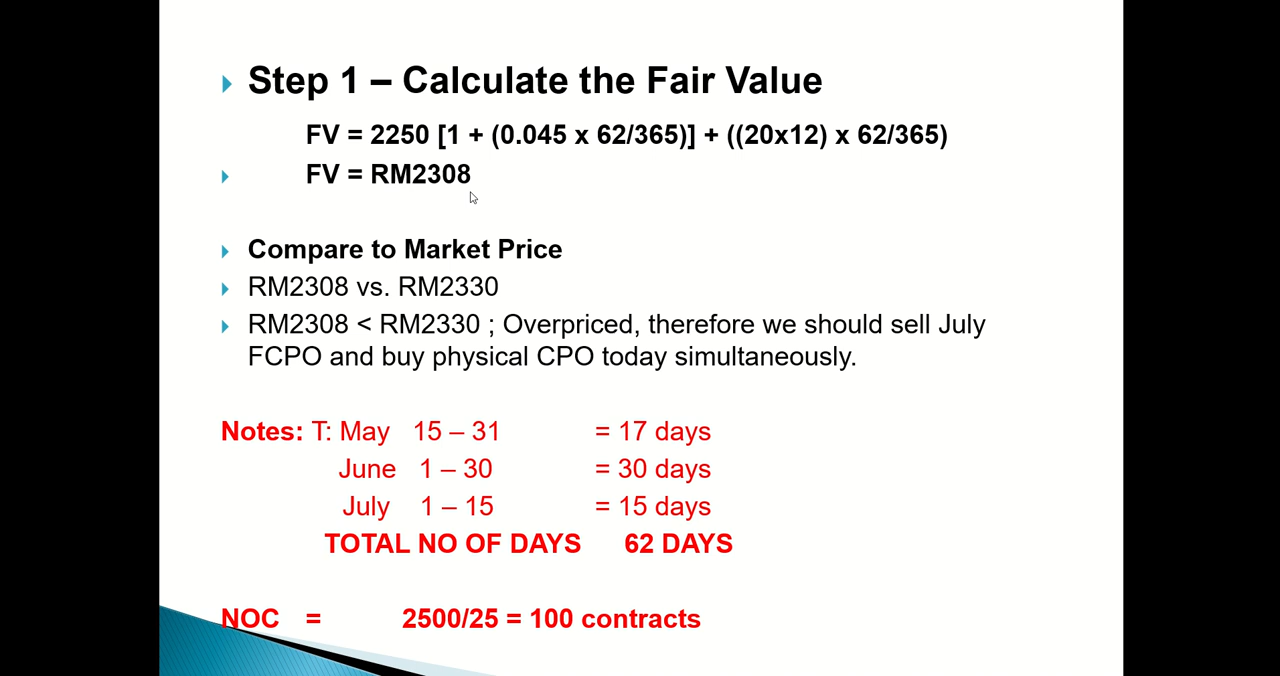 Step 1 – Calculate the Fair Value
FV = 2250 [1 + (0.045 x 62/365)] + ((20x12) x 62/365)
FV = RM2308
Compare to Market Price
RM2308 vs. RM2330
RM2308 < RM2330 ; Overpriced, therefore we should sell July
FCPO and buy physical CPO today simultaneously.
Notes: T: May 15 – 31 = 17 days
June 1 – 30 = 30 days
July 1 – 15 = 15 days
TOTAL NO OF DAYS 62 DAYS
NOC = 2500/25 = 100 contracts